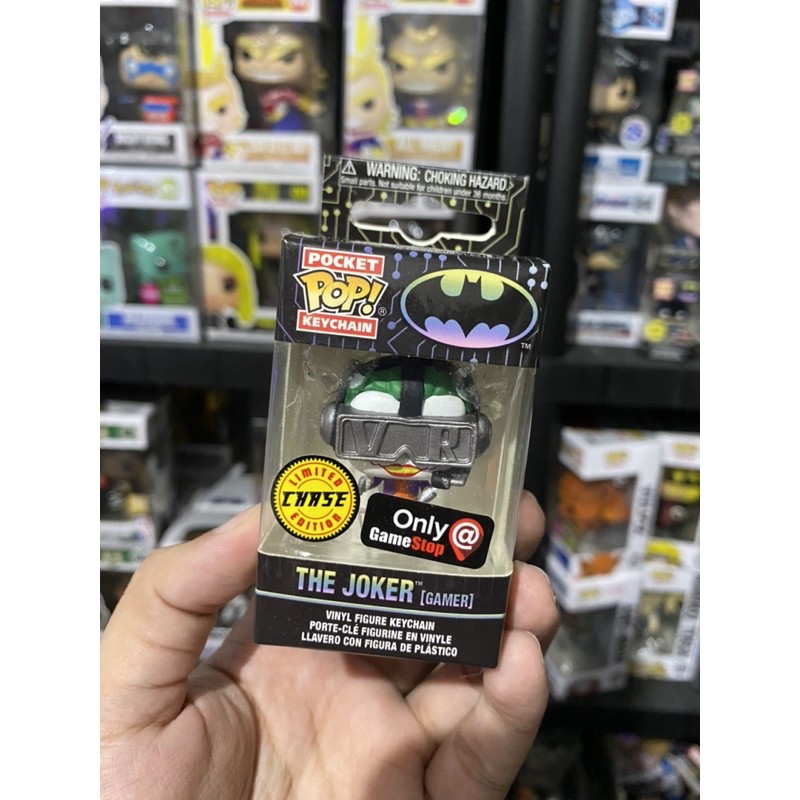 WARNING: CHOKING HAZARD.
Small parts. Not suitable for children under 36 months.
POCKET
POP!®
KEYCHAIN
TM
VR
LIMITED
CHASE
EDITION
Only @
GameStop
THE JOKER™ [GAMER]
VINYL FIGURE KEYCHAIN
PORTE-CLÉ FIGURINE EN VINYLE
LLAVERO CON FIGURA DE PLÁSTICO